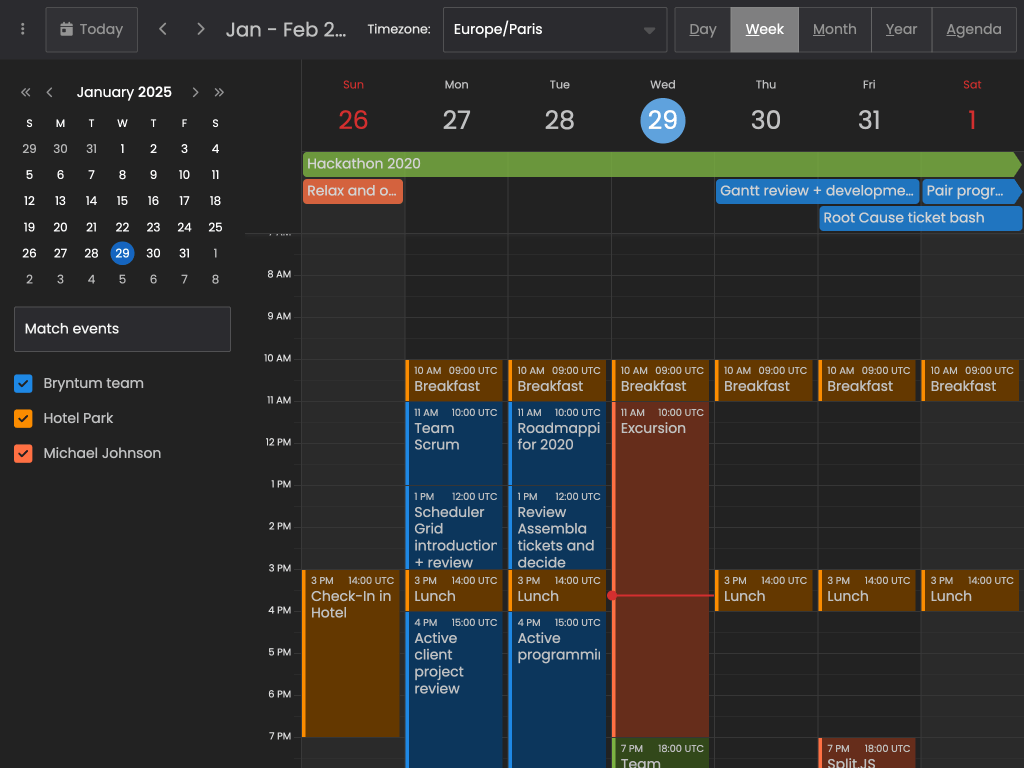 Today
Jan - Feb 2...
Timezone:
Europe/Paris
Day
Week
Month
Year
Agenda
January 2025
S M T W T F S
29 30 31 1 2 3 4
5 6 7 8 9 10 11
12 13 14 15 16 17 18
19 20 21 22 23 24 25
26 27 28 29 30 31 1
2 3 4 5 6 7 8
Match events
Bryntum team
Hotel Park
Michael Johnson
Sun Mon Tue Wed Thu Fri Sat
26 27 28 29 30 31 1
Hackathon 2020
Relax and o...
Gantt review + developme...
Pair progr...
Root Cause ticket bash
8 AM
9 AM
10 AM
11 AM
12 PM
1 PM
2 PM
3 PM
4 PM
5 PM
6 PM
7 PM
3 PM 14:00 UTC
Check-In in
Hotel
10 AM 09:00 UTC
Breakfast
11 AM 10:00 UTC
Team
Scrum
1 PM 12:00 UTC
Scheduler
Grid
introduction
+ review
3 PM 14:00 UTC
Lunch
4 PM 15:00 UTC
Active
client
project
review
10 AM 09:00 UTC
Breakfast
11 AM 10:00 UTC
Roadmappi
for 2020
1 PM 12:00 UTC
Review
Assembla
tickets and
decide
3 PM 14:00 UTC
Lunch
4 PM 15:00 UTC
Active
programmi
10 AM 09:00 UTC
Breakfast
11 AM 10:00 UTC
Excursion
7 PM 18:00 UTC
Team
10 AM 09:00 UTC
Breakfast
3 PM 14:00 UTC
Lunch
10 AM 09:00 UTC
Breakfast
3 PM 14:00 UTC
Lunch
7 PM 18:00 UTC
Split.JS
10 AM 09:00 UTC
Breakfast
3 PM 14:00 UTC
Lunch